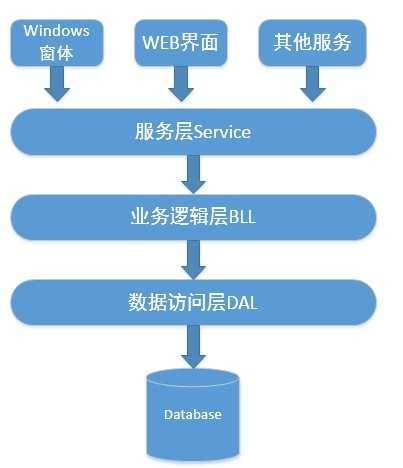 Windows
窗体
WEB界面
其他服务
服务层Service
业务逻辑层BLL
数据访问层DAL
Database